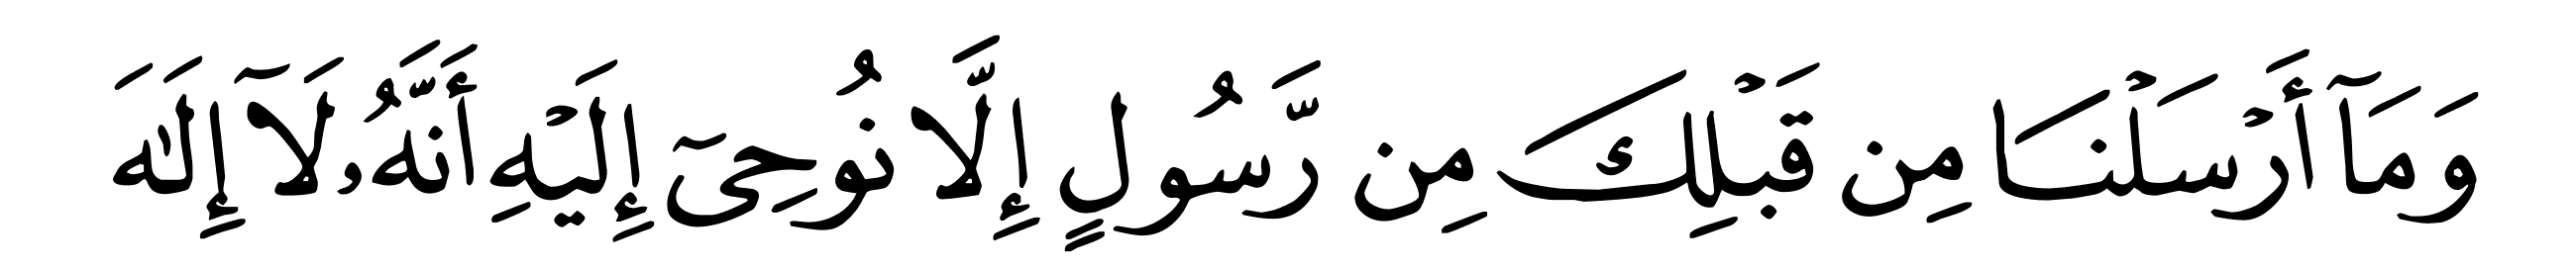 وَمَآ أَرْسَلْنَا مِن قَبْلِكَ مِن رَّسُولٍ إِلَّا نُوحِىٓ إِلَيْهِ أَنَّهُۥ لَآ إِلَٰهَ